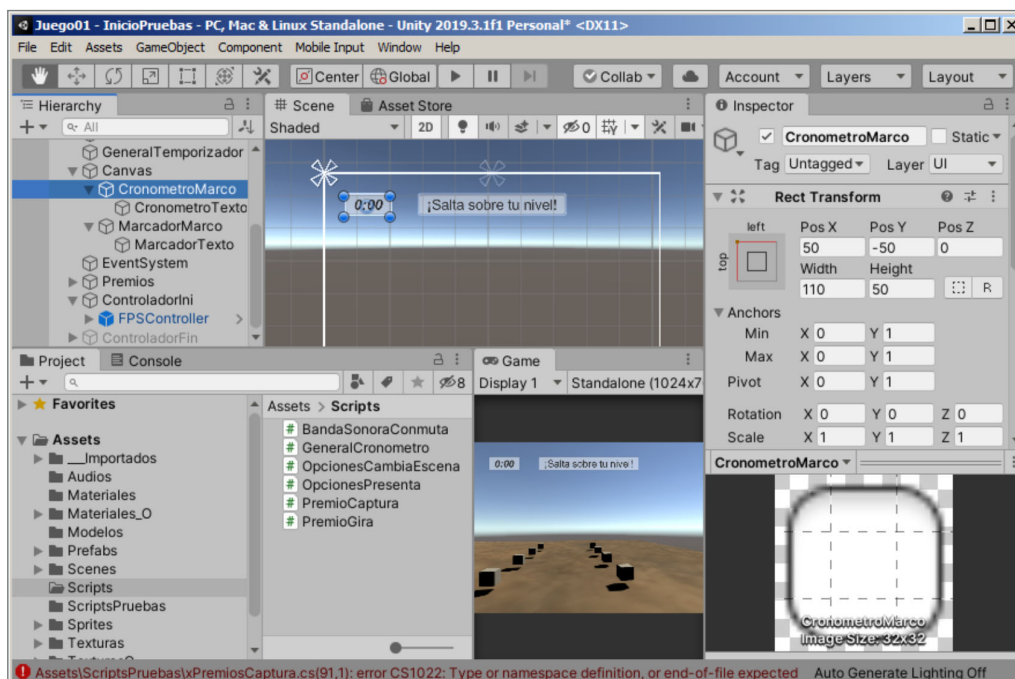 Juego01 - InicioPruebas - PC, Mac & Linux Standalone - Unity 2019.3.1f1 Personal* <DX11>
File Edit Assets GameObject Component Mobile Input Window Help
Center Global Collab Account Layers Layout
Hierarchy
All
GeneralTemporizador
Canvas
CronometroMarco
CronometroTexto
MarcadorMarco
MarcadorTexto
EventSystem
Premios
ControladorIni
FPSController
ControladorFin
Scene Asset Store
Shaded 2D 0
0:00 ¡Salta sobre tu nivel!
Inspector
CronometroMarco Static
Tag Untagged Layer UI
Rect Transform
left Pos X Pos Y Pos Z
top 50 -50 0
Width Height
110 50 R
Anchors
Min X 0 Y 1
Max X 0 Y 1
Pivot X 0 Y 1
Rotation X 0 Y 0 Z 0
Scale X 1 Y 1 Z 1
Project Console
8
Favorites
Assets
__Importados
Audios
Materiales
Materiales_O
Modelos
Prefabs
Scenes
Scripts
ScriptsPruebas
Sprites
Texturas
Assets > Scripts
BandaSonoraConmuta
GeneralCronometro
OpcionesCambiaEscena
OpcionesPresenta
PremioCaptura
PremioGira
Game
Display 1 Standalone (1024x7
0:00 ¡Salta sobre tu nivel!
CronometroMarco
CronometroMarco
Image Size: 32x32
Assets\ScriptsPruebas\xPremiosCaptura.cs(91,1): error CS1022: Type or namespace definition, or end-of-file expected Auto Generate Lighting Off